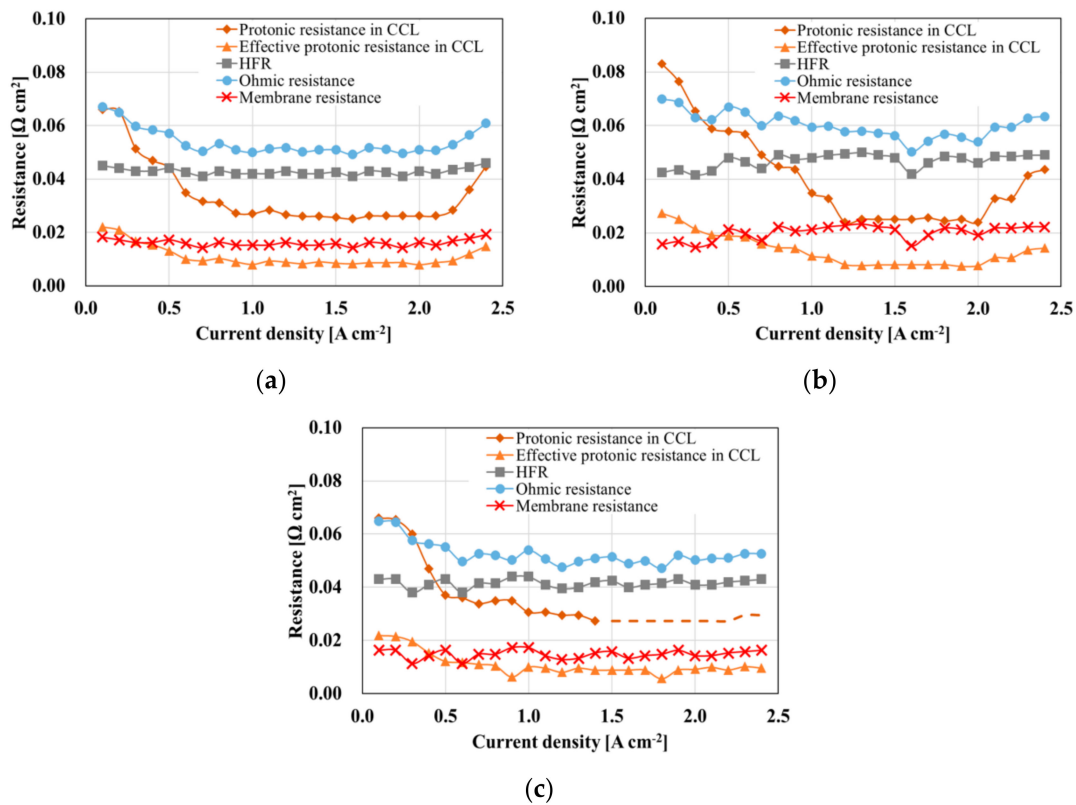 0.10
0.08
0.06
0.04
0.02
0.00
Resistance [Ω cm²]
Protonic resistance in CCL
Effective protonic resistance in CCL
HFR
Ohmic resistance
Membrane resistance
0.0 0.5 1.0 1.5 2.0 2.5
Current density [A cm⁻²]
(a)
0.10
0.08
0.06
0.04
0.02
0.00
Resistance [Ω cm²]
Protonic resistance in CCL
Effective protonic resistance in CCL
HFR
Ohmic resistance
Membrane resistance
0.0 0.5 1.0 1.5 2.0 2.5
Current density [A cm⁻²]
(b)
0.10
0.08
0.06
0.04
0.02
0.00
Resistance [Ω cm²]
Protonic resistance in CCL
Effective protonic resistance in CCL
HFR
Ohmic resistance
Membrane resistance
0.0 0.5 1.0 1.5 2.0 2.5
Current density [A cm⁻²]
(c)